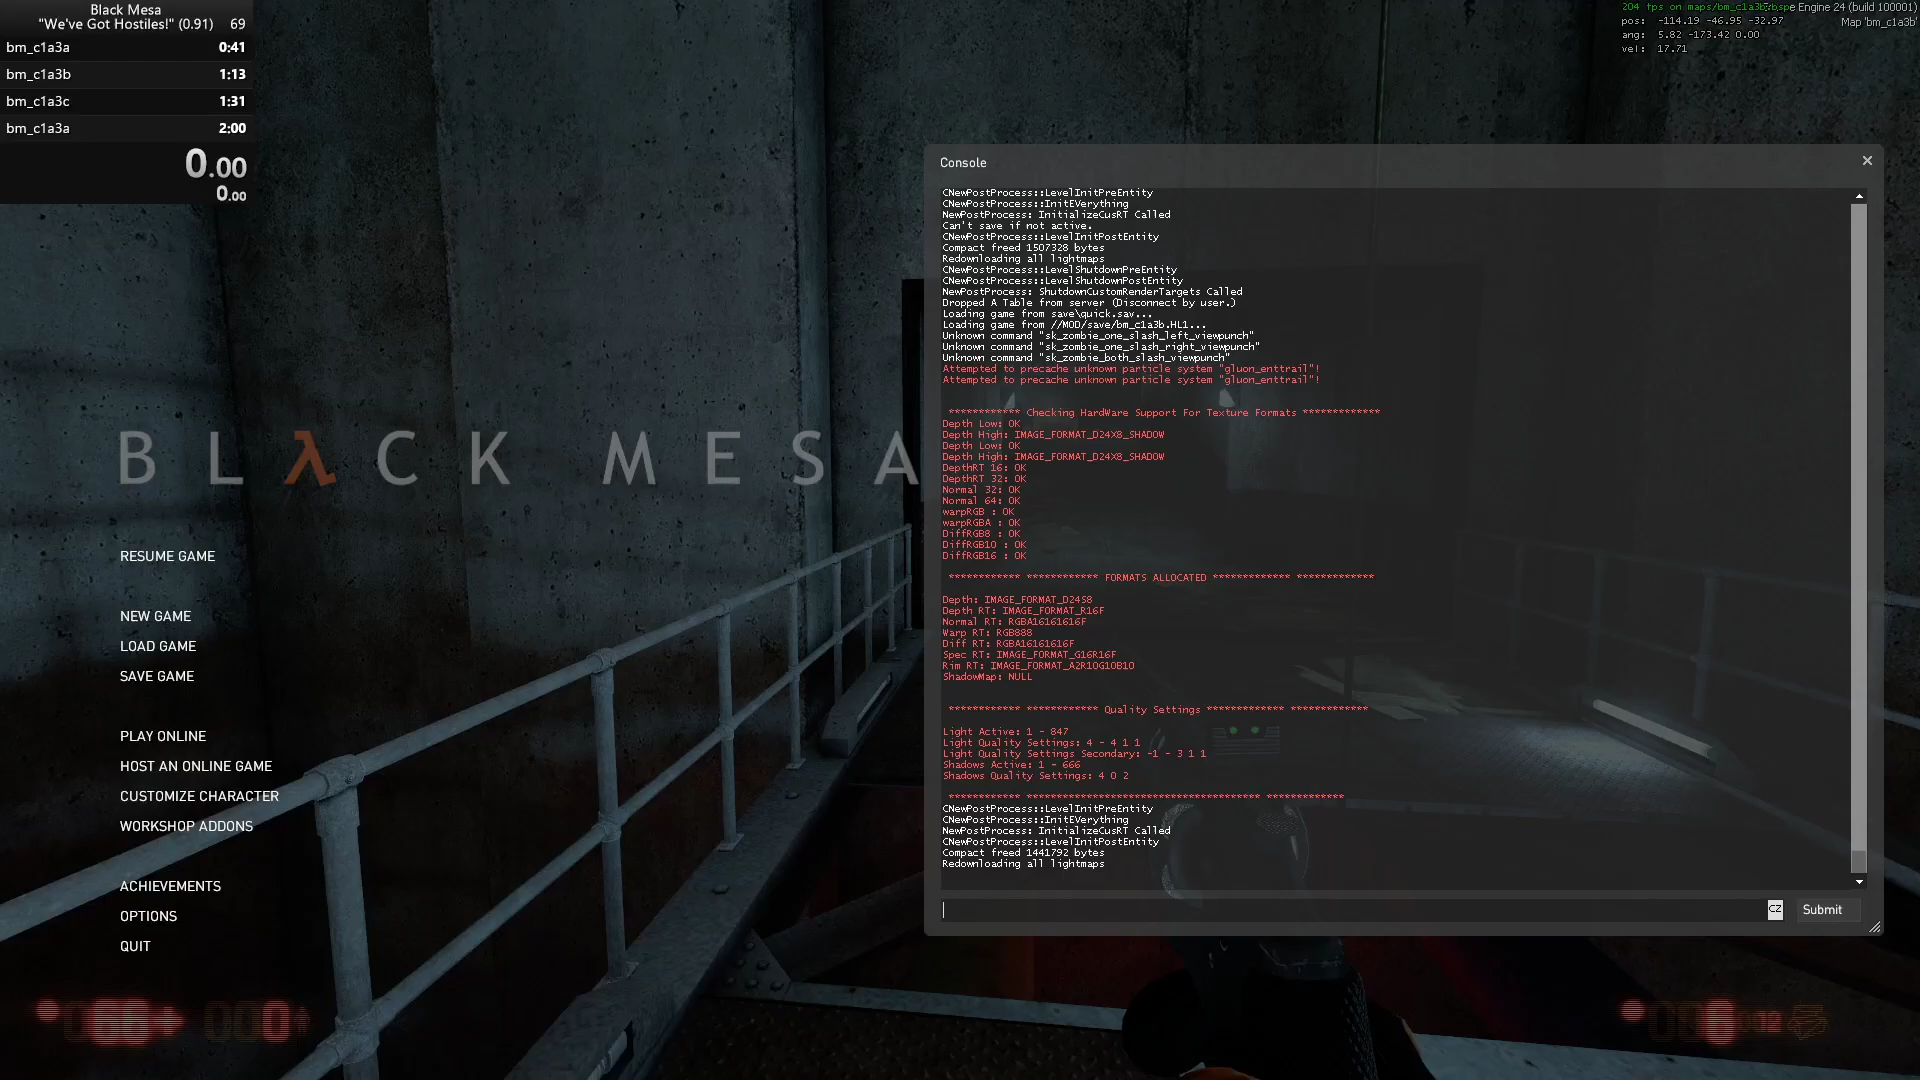 Black Mesa
"We've Got Hostiles!" (0.91) 69
bm_c1a3a 0:41
bm_c1a3b 1:13
bm_c1a3c 1:31
bm_c1a3a 2:00
0.00
0.00
204 fps on maps/bm_c1a3b.bsp Engine 24 (build 100001)
pos: -114.19 -46.95 -32.97
Map 'bm_c1a3b'
ang: 5.82 -173.42 0.00
vel: 17.71
Console
CNewPostProcess::LevelInitPreEntity
CNewPostProcess::InitEVerything
NewPostProcess: InitializeCusRT Called
Can't save if not active.
CNewPostProcess::LevelInitPostEntity
Compact freed 1507328 bytes
Redownloading all lightmaps
CNewPostProcess::LevelShutdownPreEntity
CNewPostProcess::LevelShutdownPostEntity
NewPostProcess: ShutdownCustomRenderTargets Called
Dropped A Table from server (Disconnect by user.)
Loading game from save\quick.sav...
Loading game from //MOD/save/bm_c1a3b.HL1...
Unknown command "sk_zombie_one_slash_left_viewpunch"
Unknown command "sk_zombie_one_slash_right_viewpunch"
Unknown command "sk_zombie_both_slash_viewpunch"
Attempted to precache unknown particle system "gluon_enttrail"!
Attempted to precache unknown particle system "gluon_enttrail"!
************ Checking HardWare Support For Texture Formats *************
Depth Low: OK
Depth High: IMAGE_FORMAT_D24X8_SHADOW
Depth Low: OK
Depth High: IMAGE_FORMAT_D24X8_SHADOW
DepthRT 16: OK
DepthRT 32: OK
Normal 32: OK
Normal 64: OK
warpRGB : OK
warpRGBA : OK
DiffRGB8 : OK
DiffRGB10 : OK
DiffRGB16 : OK
************ ************ FORMATS ALLOCATED ************* *************
Depth: IMAGE_FORMAT_D24S8
Depth RT: IMAGE_FORMAT_R16F
Normal RT: RGBA16161616F
Warp RT: RGB888
Diff RT: RGBA16161616F
Spec RT: IMAGE_FORMAT_G16R16F
Rim RT: IMAGE_FORMAT_A2R10G10B10
ShadowMap: NULL
************ ************ Quality Settings ************* *************
Light Active: 1 - 847
Light Quality Settings: 4 - 4 1 1
Light Quality Settings Secondary: -1 - 3 1 1
Shadows Active: 1 - 666
Shadows Quality Settings: 4 0 2
************ *********************************** *************
CNewPostProcess::LevelInitPreEntity
CNewPostProcess::InitEVerything
NewPostProcess: InitializeCusRT Called
CNewPostProcess::LevelInitPostEntity
Compact freed 1441792 bytes
Redownloading all lightmaps
CZ
Submit
BLλCK MESA
RESUME GAME
NEW GAME
LOAD GAME
SAVE GAME
PLAY ONLINE
HOST AN ONLINE GAME
CUSTOMIZE CHARACTER
WORKSHOP ADDONS
ACHIEVEMENTS
OPTIONS
QUIT